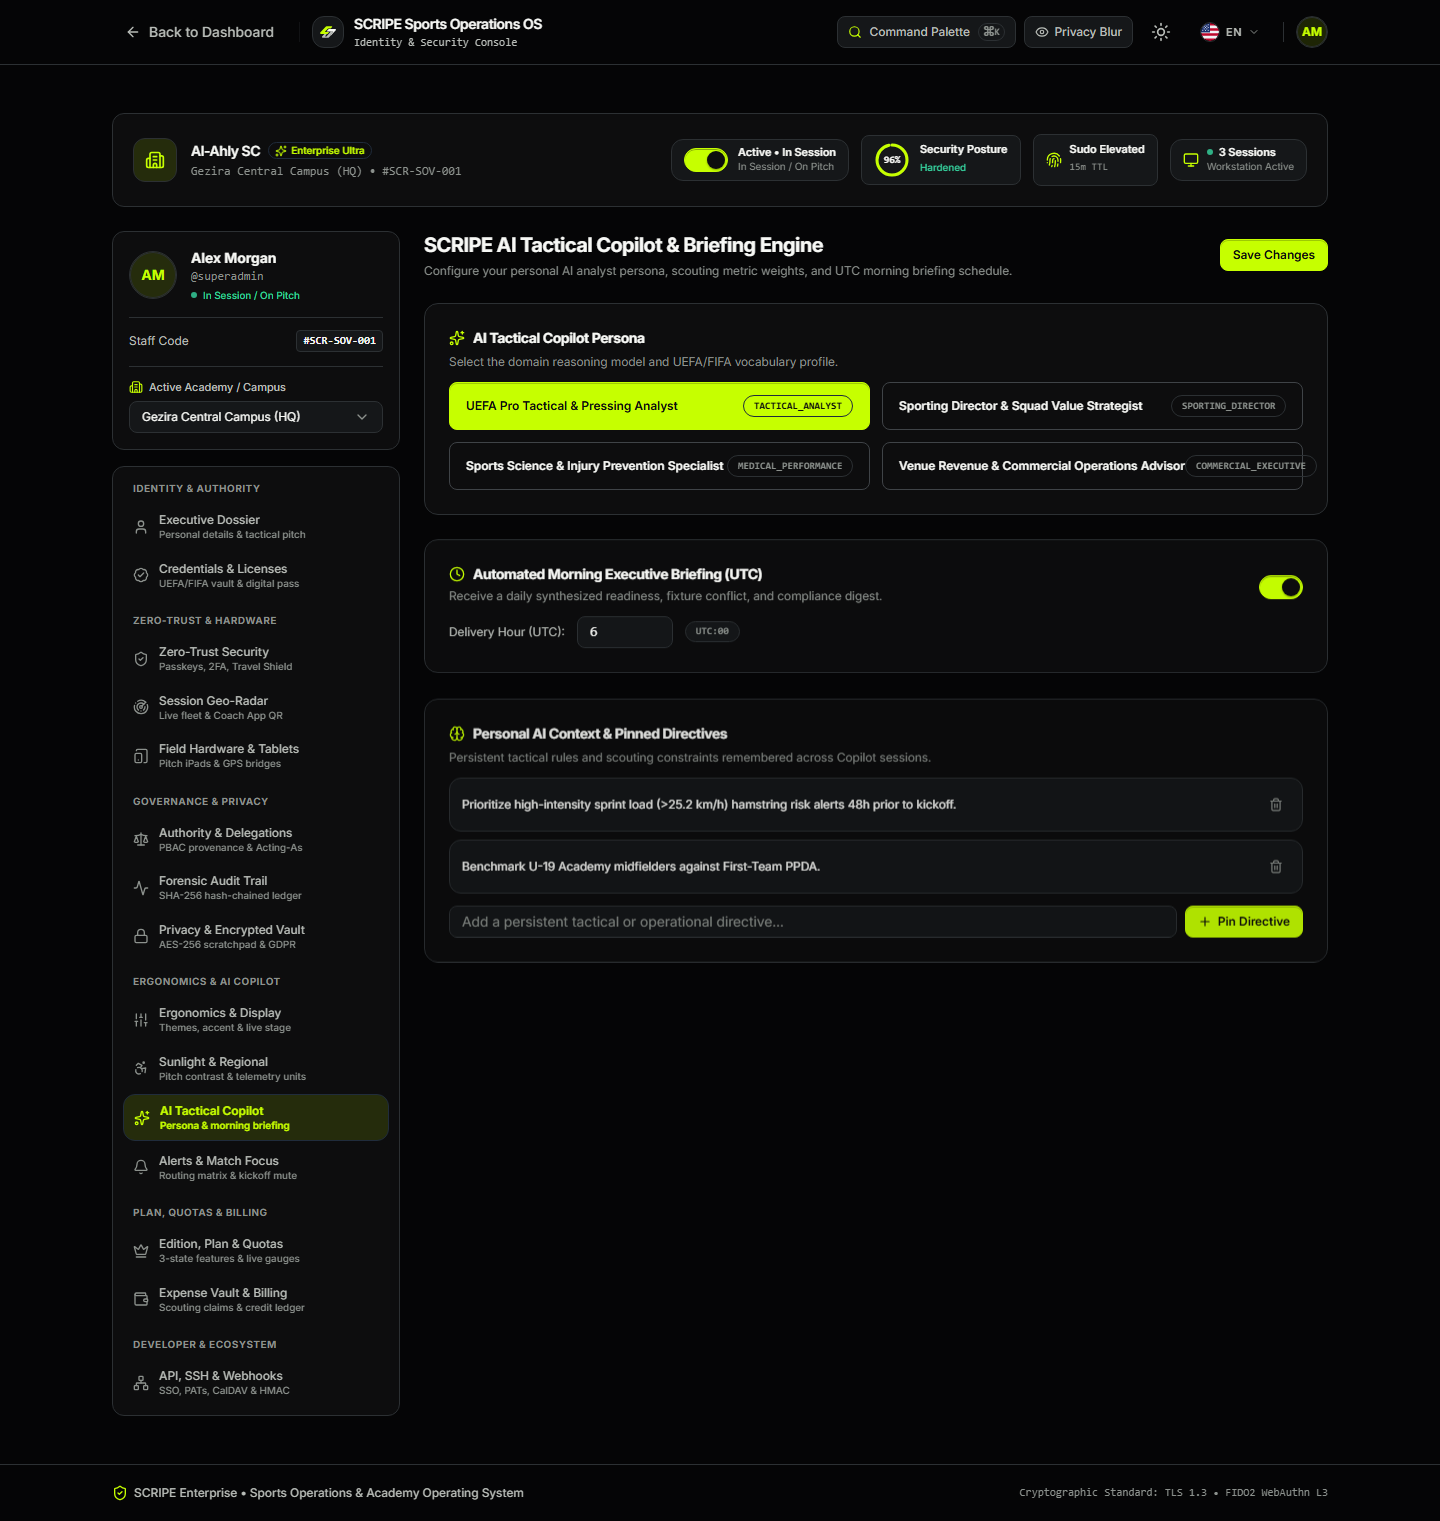 Back to Dashboard
SCRIPE Sports Operations OS
Identity & Security Console
Command Palette ⌘K
Privacy Blur
EN
AM
Al-Ahly SC
Enterprise Ultra
Gezira Central Campus (HQ) • #SCR-SOV-001
Active • In Session
In Session / On Pitch
96%
Security Posture
Hardened
Sudo Elevated
15m TTL
3 Sessions
Workstation Active
AM
Alex Morgan
@superadmin
In Session / On Pitch
Staff Code
#SCR-SOV-001
Active Academy / Campus
Gezira Central Campus (HQ)
IDENTITY & AUTHORITY
Executive Dossier
Personal details & tactical pitch
Credentials & Licenses
UEFA/FIFA vault & digital pass
ZERO-TRUST & HARDWARE
Zero-Trust Security
Passkeys, 2FA, Travel Shield
Session Geo-Radar
Live fleet & Coach App QR
Field Hardware & Tablets
Pitch iPads & GPS bridges
GOVERNANCE & PRIVACY
Authority & Delegations
PBAC provenance & Acting-As
Forensic Audit Trail
SHA-256 hash-chained ledger
Privacy & Encrypted Vault
AES-256 scratchpad & GDPR
ERGONOMICS & AI COPILOT
Ergonomics & Display
Themes, accent & live stage
Sunlight & Regional
Pitch contrast & telemetry units
AI Tactical Copilot
Persona & morning briefing
Alerts & Match Focus
Routing matrix & kickoff mute
PLAN, QUOTAS & BILLING
Edition, Plan & Quotas
3-state features & live gauges
Expense Vault & Billing
Scouting claims & credit ledger
DEVELOPER & ECOSYSTEM
API, SSH & Webhooks
SSO, PATs, CalDAV & HMAC
SCRIPE AI Tactical Copilot & Briefing Engine
Configure your personal AI analyst persona, scouting metric weights, and UTC morning briefing schedule.
Save Changes
AI Tactical Copilot Persona
Select the domain reasoning model and UEFA/FIFA vocabulary profile.
UEFA Pro Tactical & Pressing Analyst
TACTICAL_ANALYST
Sporting Director & Squad Value Strategist
SPORTING_DIRECTOR
Sports Science & Injury Prevention Specialist
MEDICAL_PERFORMANCE
Venue Revenue & Commercial Operations Advisor
COMMERCIAL_EXECUTIVE
Automated Morning Executive Briefing (UTC)
Receive a daily synthesized readiness, fixture conflict, and compliance digest.
Delivery Hour (UTC):
6
UTC:00
Personal AI Context & Pinned Directives
Persistent tactical rules and scouting constraints remembered across Copilot sessions.
Prioritize high-intensity sprint load (>25.2 km/h) hamstring risk alerts 48h prior to kickoff.
Benchmark U-19 Academy midfielders against First-Team PPDA.
Add a persistent tactical or operational directive...
Pin Directive
SCRIPE Enterprise • Sports Operations & Academy Operating System
Cryptographic Standard: TLS 1.3 • FIDO2 WebAuthn L3